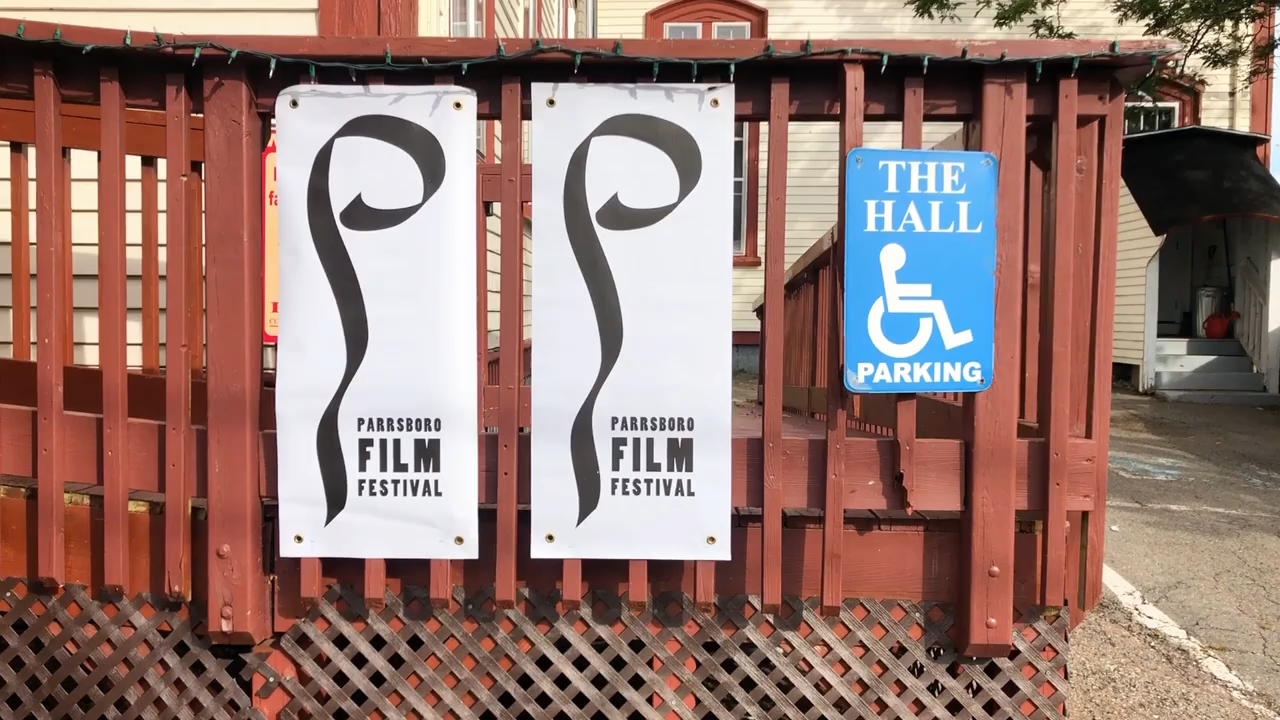 PARRSBORO
FILM
FESTIVAL
PARRSBORO
FILM
FESTIVAL
THE
HALL
PARKING